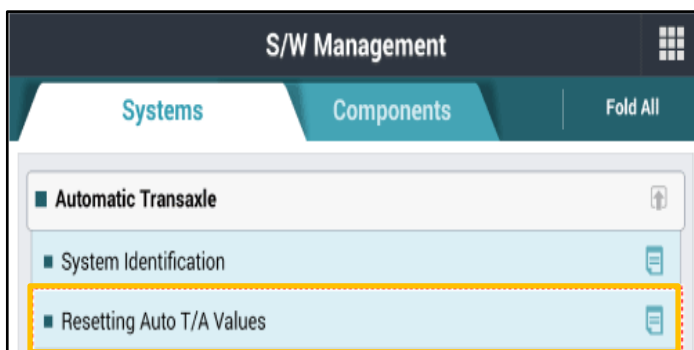 S/W Management
Systems Components Fold All
Automatic Transaxle
System Identification
Resetting Auto T/A Values